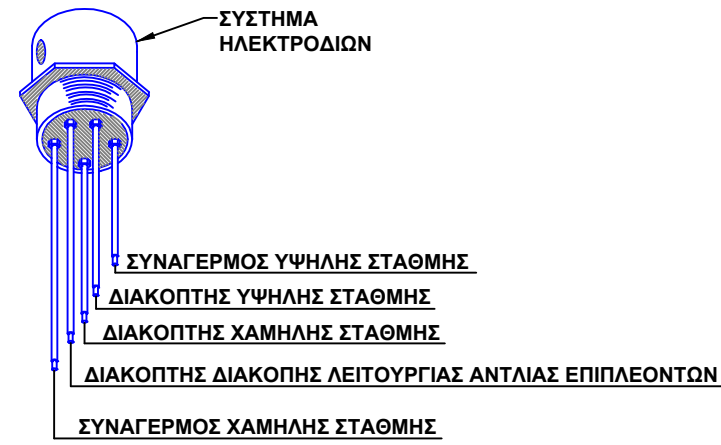 ΣΥΣΤΗΜΑ
ΗΛΕΚΤΡΟΔΙΩΝ
ΣΥΝΑΓΕΡΜΟΣ ΥΨΗΛΗΣ ΣΤΑΘΜΗΣ
ΔΙΑΚΟΠΤΗΣ ΥΨΗΛΗΣ ΣΤΑΘΜΗΣ
ΔΙΑΚΟΠΤΗΣ ΧΑΜΗΛΗΣ ΣΤΑΘΜΗΣ
ΔΙΑΚΟΠΤΗΣ ΔΙΑΚΟΠΗΣ ΛΕΙΤΟΥΡΓΙΑΣ ΑΝΤΛΙΑΣ ΕΠΙΠΛΕΟΝΤΩΝ
ΣΥΝΑΓΕΡΜΟΣ ΧΑΜΗΛΗΣ ΣΤΑΘΜΗΣ